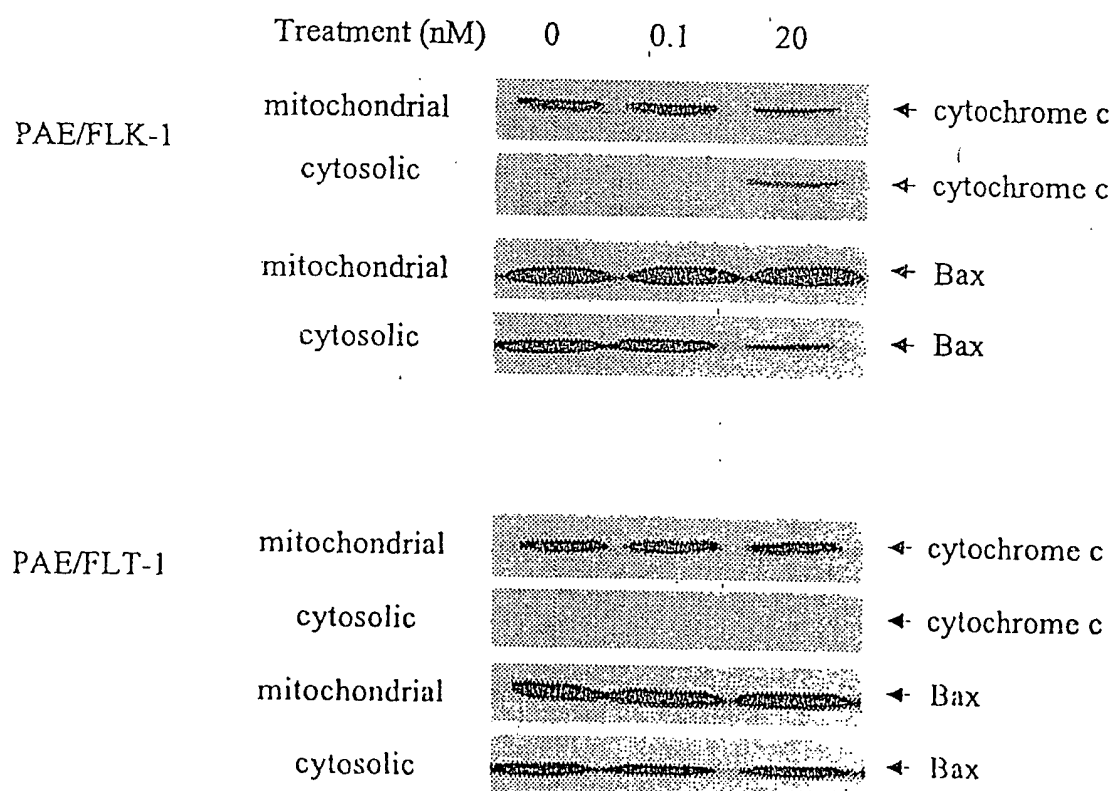 Treatment (nM) 0 0.1 20
mitochondrial cytochrome c
PAE/FLK-1
cytosolic cytochrome c
mitochondrial Bax
cytosolic Bax
mitochondrial cytochrome c
PAE/FLT-1
cytosolic cytochrome c
mitochondrial Bax
cytosolic Bax